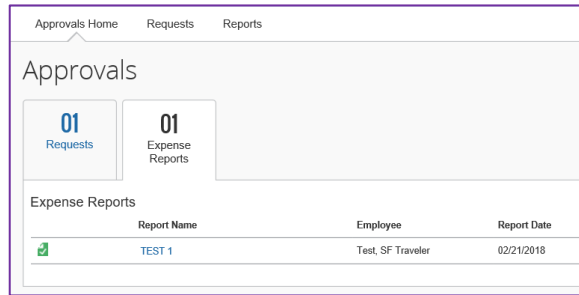 Approvals Home Requests Reports
Approvals
01 01
Requests Expense
Reports
Expense Reports
Report Name Employee Report Date
TEST 1 Test, SF Traveler 02/21/2018